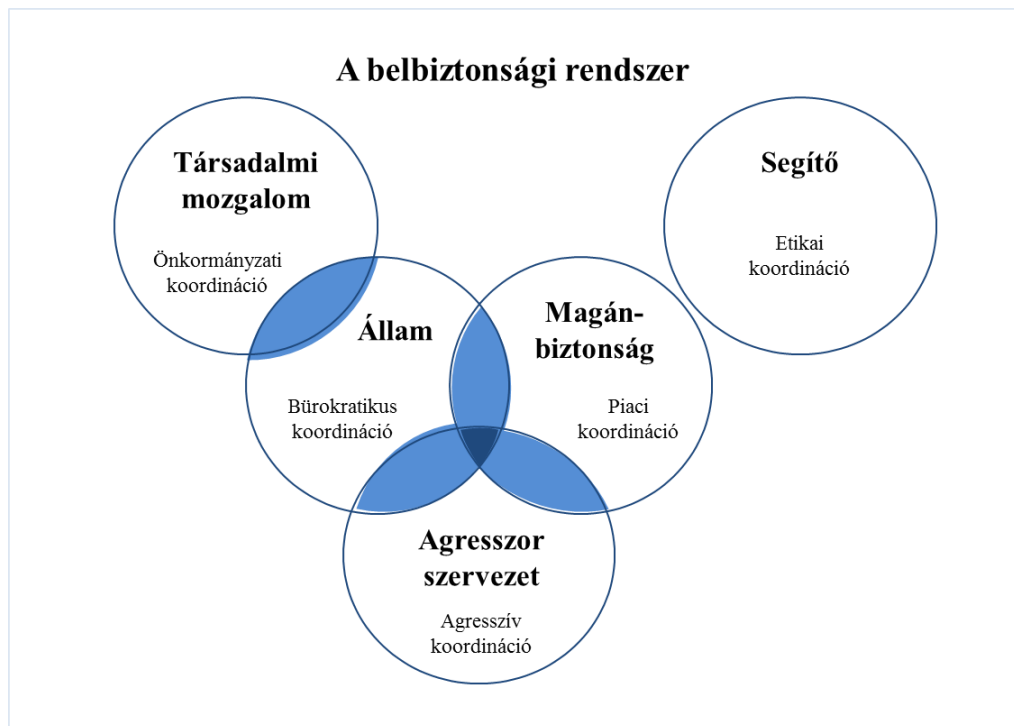 A belbiztonsági rendszer
Társadalmi
mozgalom
Önkormányzati
koordináció
Segítő
Etikai
koordináció
Állam
Bürokratikus
koordináció
Magán-
biztonság
Piaci
koordináció
Agresszor
szervezet
Agresszív
koordináció